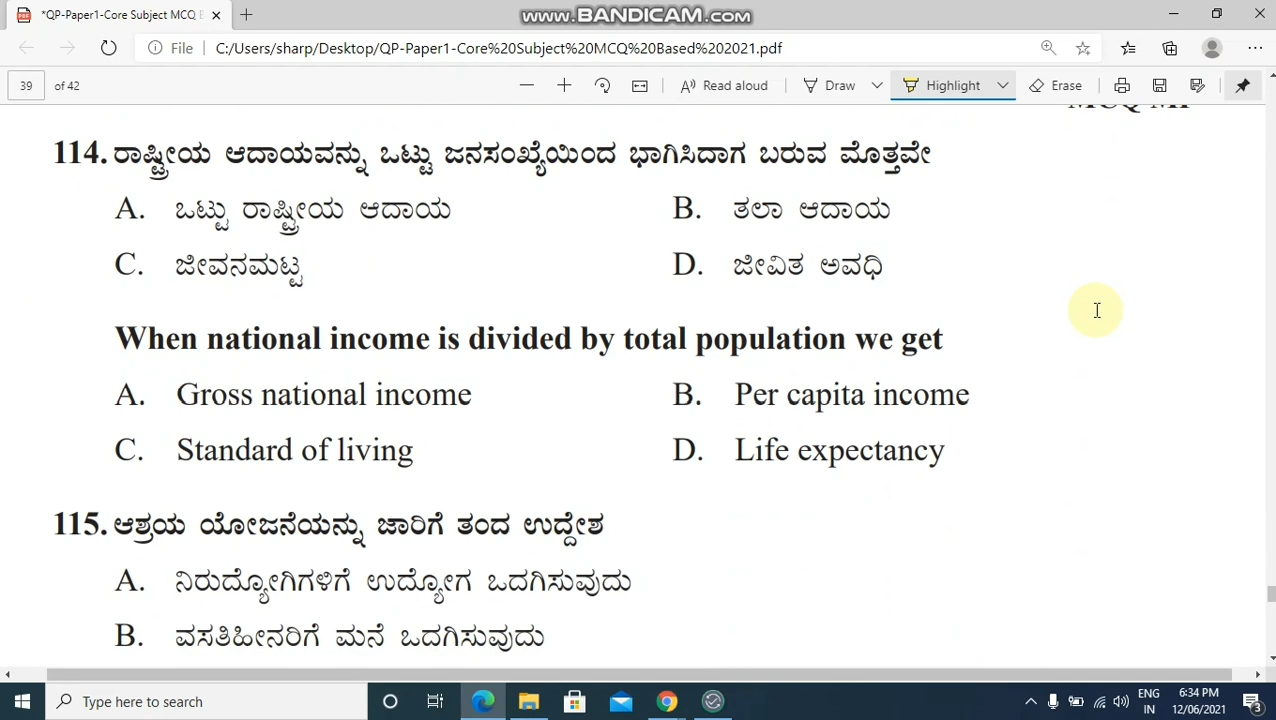 *QP-Paper1-Core Subject MCQ B
www.BANDICAM.com
File C:/Users/sharp/Desktop/QP-Paper1-Core%20Subject%20MCQ%20Based%202021.pdf
39 of 42 Read aloud Draw Highlight Erase
114. ರಾಷ್ಟ್ರೀಯ ಆದಾಯವನ್ನು ಒಟ್ಟು ಜನಸಂಖ್ಯೆಯಿಂದ ಭಾಗಿಸಿದಾಗ ಬರುವ ಮೊತ್ತವೇ
A. ಒಟ್ಟು ರಾಷ್ಟ್ರೀಯ ಆದಾಯ B. ತಲಾ ಆದಾಯ
C. ಜೀವನಮಟ್ಟ D. ಜೀವಿತ ಅವಧಿ
When national income is divided by total population we get
A. Gross national income B. Per capita income
C. Standard of living D. Life expectancy
115. ಆಶ್ರಯ ಯೋಜನೆಯನ್ನು ಜಾರಿಗೆ ತಂದ ಉದ್ದೇಶ
A. ನಿರುದ್ಯೋಗಿಗಳಿಗೆ ಉದ್ಯೋಗ ಒದಗಿಸುವುದು
B. ವಸತಿಹೀನರಿಗೆ ಮನೆ ಒದಗಿಸುವುದು
Type here to search
ENG 6:34 PM
IN 12/06/2021 3